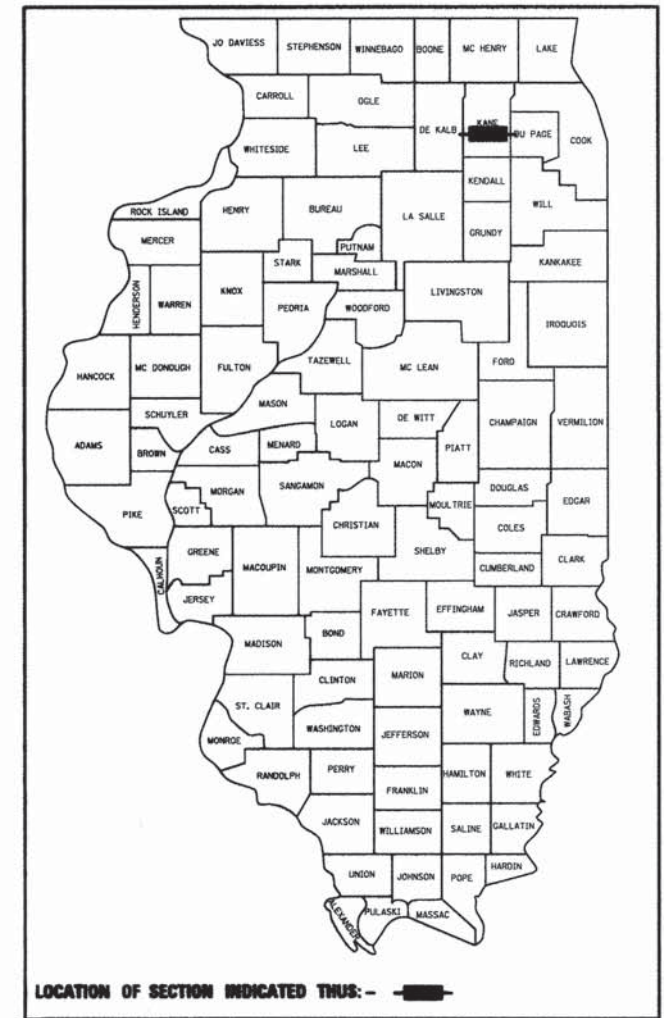 JO DAVIESS STEPHENSON WINNEBAGO BOONE MC HENRY LAKE
CARROLL OGLE DE KALB KANE DU PAGE COOK
WHITESIDE LEE
KENDALL
WILL
ROCK ISLAND HENRY BUREAU LA SALLE GRUNDY
MERCER PUTNAM
STARK MARSHALL KANKAKEE
HENDERSON WARREN KNOX PEORIA WOODFORD LIVINGSTON IROQUOIS
HANCOCK MC DONOUGH FULTON TAZEWELL MC LEAN FORD
SCHUYLER MASON LOGAN DE WITT CHAMPAIGN VERMILION
ADAMS BROWN CASS MENARD MACON PIATT
MORGAN SANGAMON DOUGLAS
PIKE SCOTT CHRISTIAN MOULTRIE COLES EDGAR
GREENE MACOUPIN MONTGOMERY SHELBY CUMBERLAND CLARK
CALHOUN JERSEY
FAYETTE EFFINGHAM JASPER CRAWFORD
MADISON BOND
CLAY RICHLAND LAWRENCE
CLINTON MARION
ST. CLAIR WAYNE EDWARDS WABASH
WASHINGTON JEFFERSON
MONROE
RANDOLPH PERRY HAMILTON WHITE
FRANKLIN
JACKSON WILLIAMSON SALINE GALLATIN
UNION JOHNSON POPE HARDIN
ALEXANDER PULASKI MASSAC
LOCATION OF SECTION INDICATED THUS: -